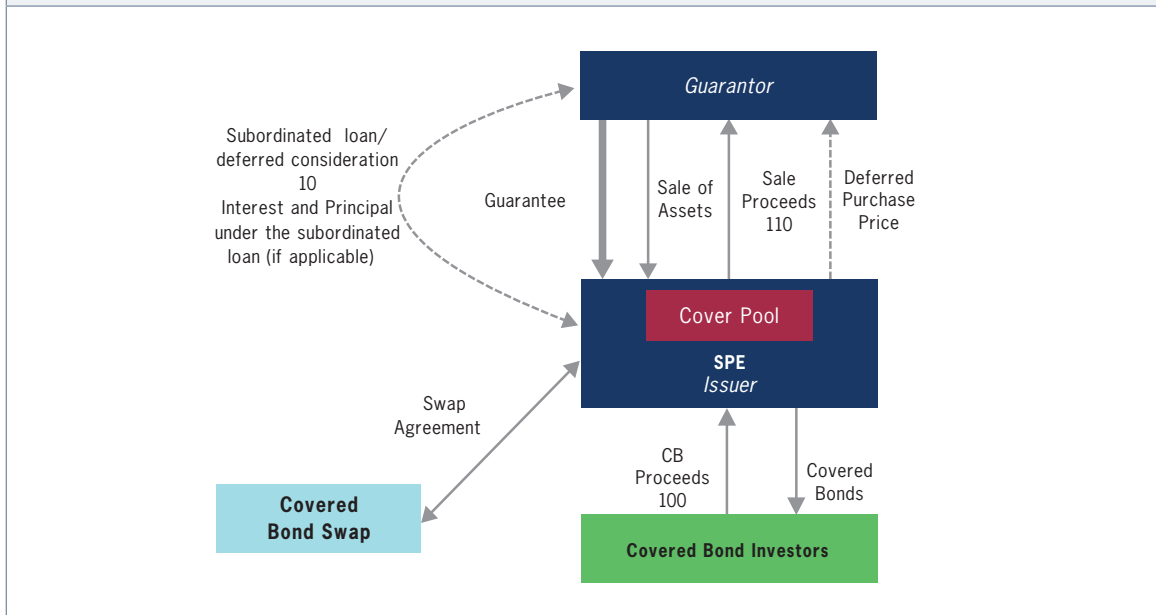 Guarantor
Subordinated loan/
deferred consideration
10
Interest and Principal
under the subordinated
loan (if applicable)
Guarantee
Sale of
Assets
Sale
Proceeds
110
Deferred
Purchase
Price
Cover Pool
SPE
Issuer
Swap
Agreement
CB
Proceeds
100
Covered
Bonds
Covered
Bond Swap
Covered Bond Investors